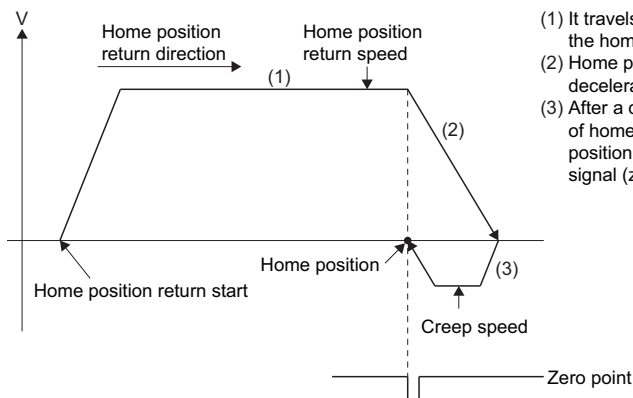 V
Home position
return direction
Home position
return speed
(1)
(2)
(3)
Home position
Home position return start
Creep speed
Zero point
(1) It travels
the hom
(2) Home p
decelera
(3) After a d
of home
position
signal (z